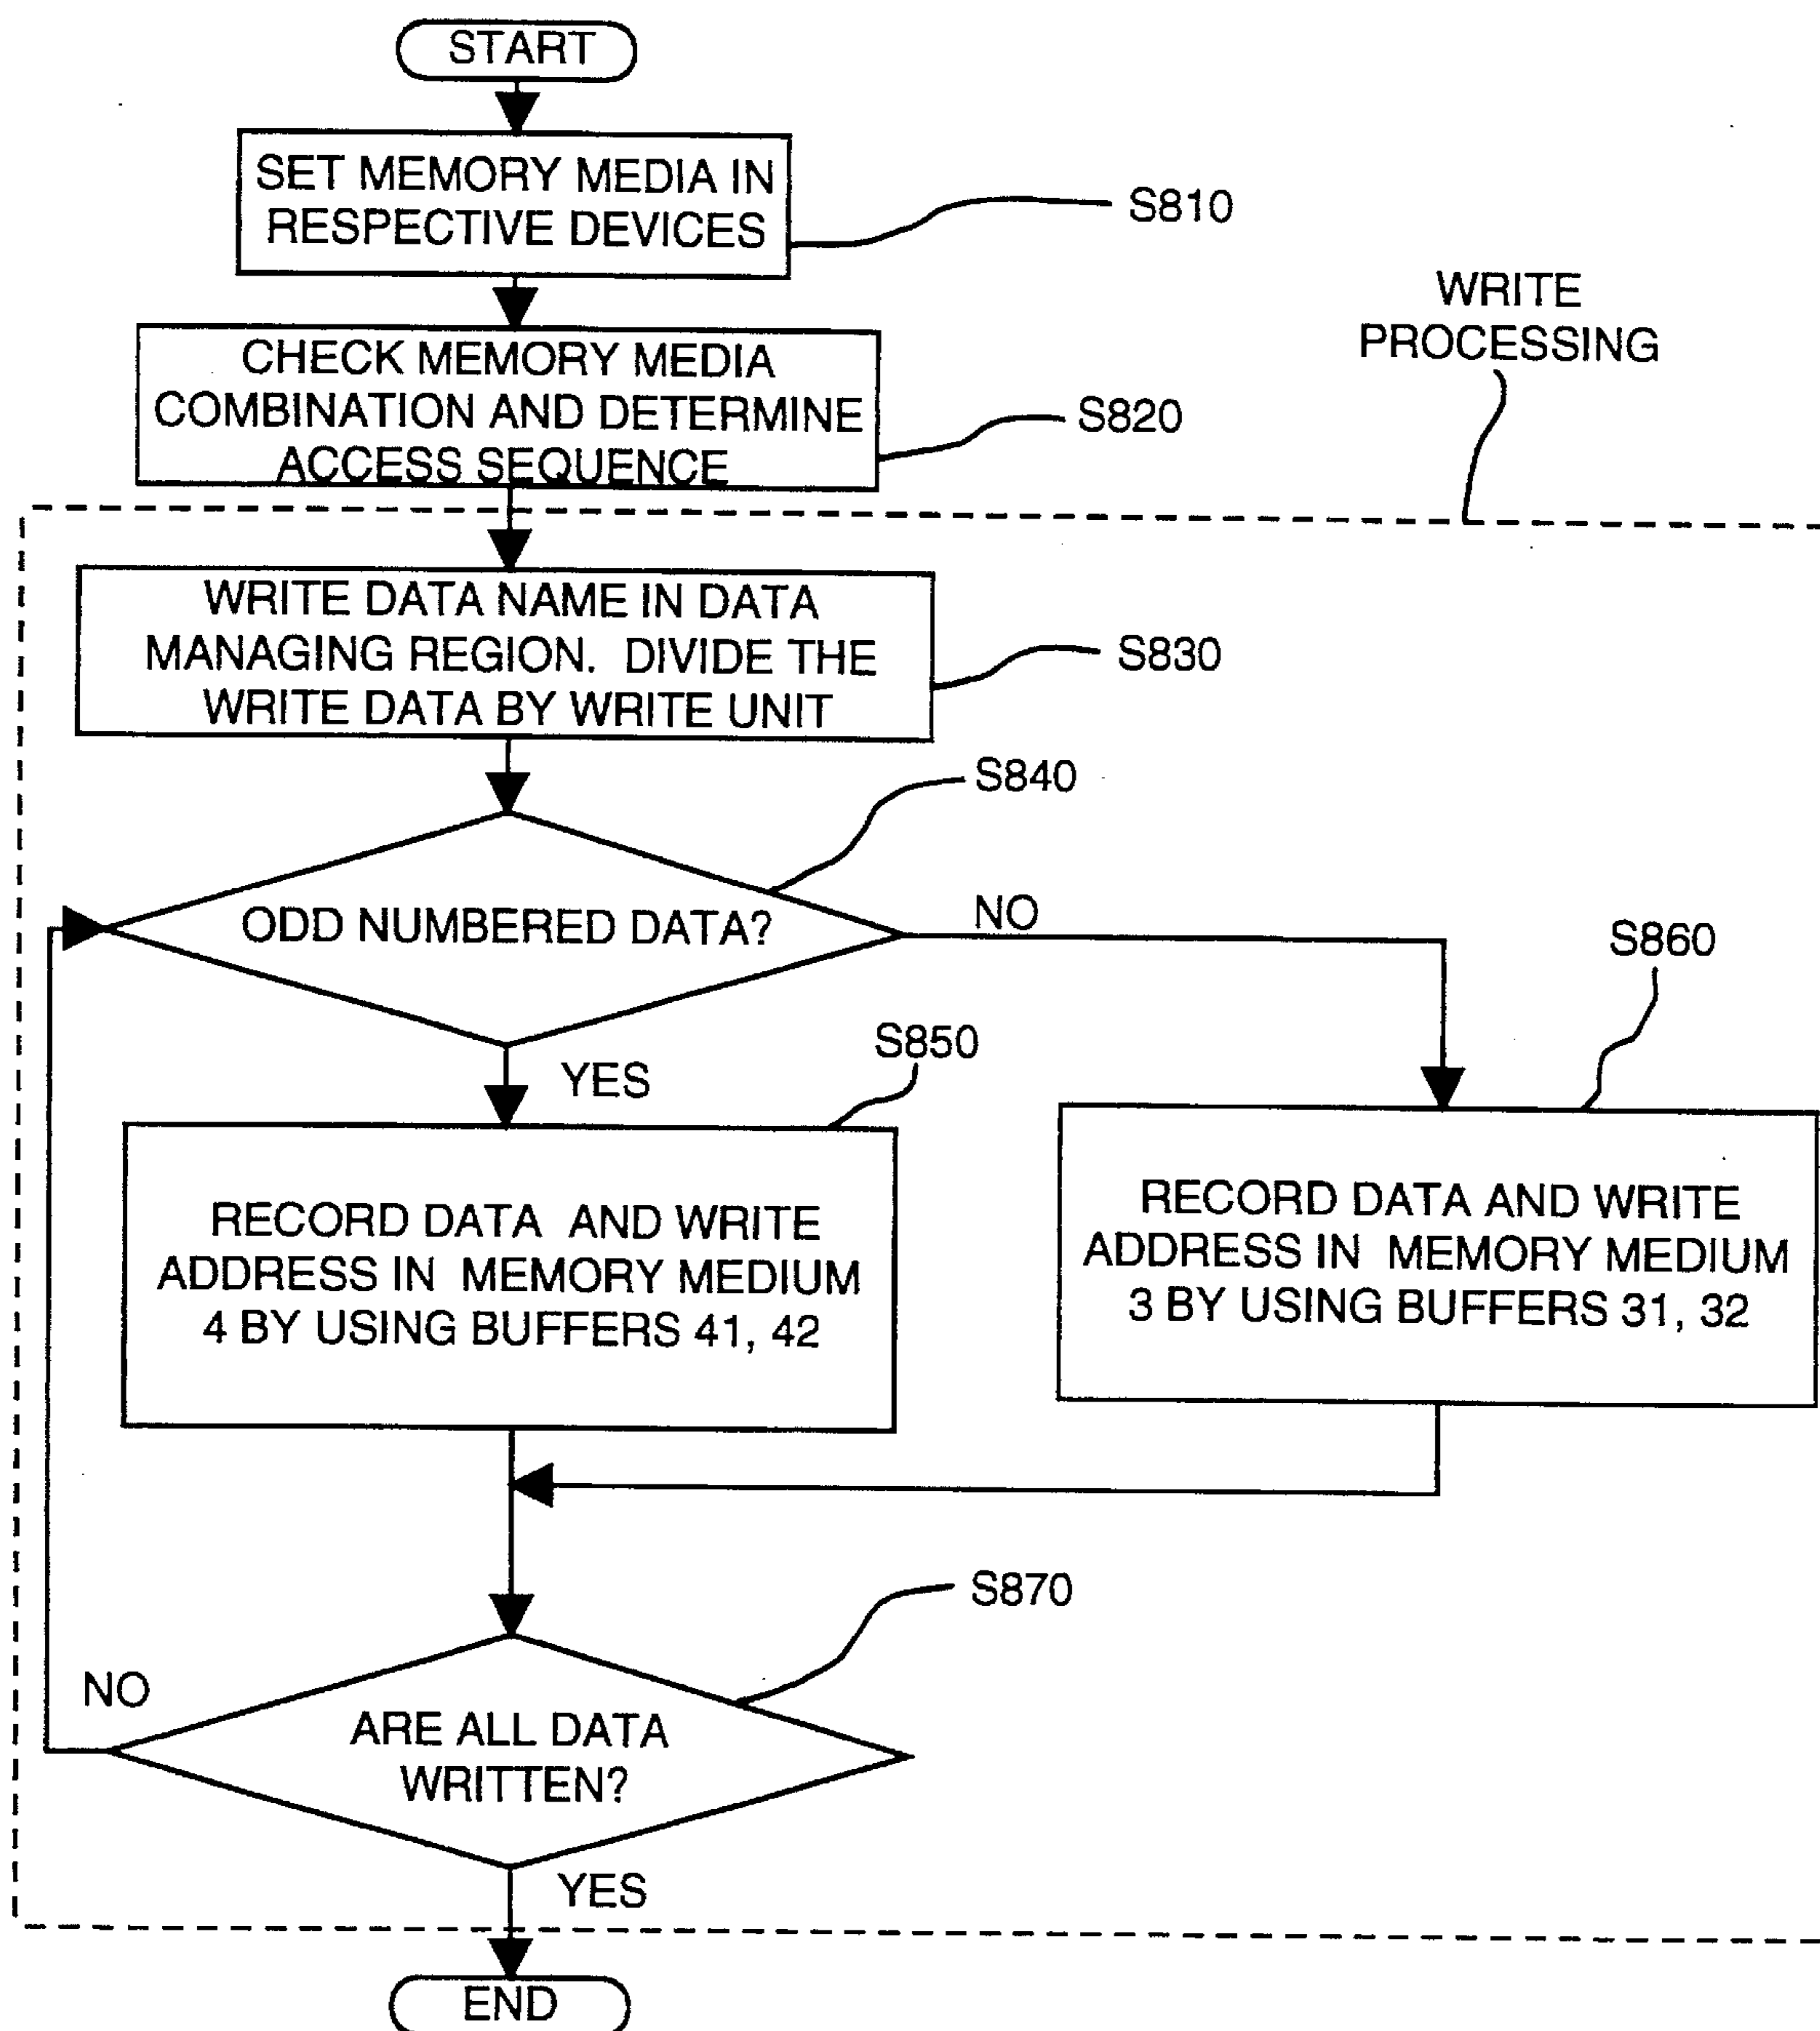 START
SET MEMORY MEDIA IN
RESPECTIVE DEVICES
S810
WRITE
PROCESSING
CHECK MEMORY MEDIA
COMBINATION AND DETERMINE
ACCESS SEQUENCE
S820
WRITE DATA NAME IN DATA
MANAGING REGION. DIVIDE THE
WRITE DATA BY WRITE UNIT
S830
S840
ODD NUMBERED DATA?
NO
S860
YES
S850
RECORD DATA AND WRITE
ADDRESS IN MEMORY MEDIUM
4 BY USING BUFFERS 41, 42
RECORD DATA AND WRITE
ADDRESS IN MEMORY MEDIUM
3 BY USING BUFFERS 31, 32
S870
NO
ARE ALL DATA
WRITTEN?
YES
END